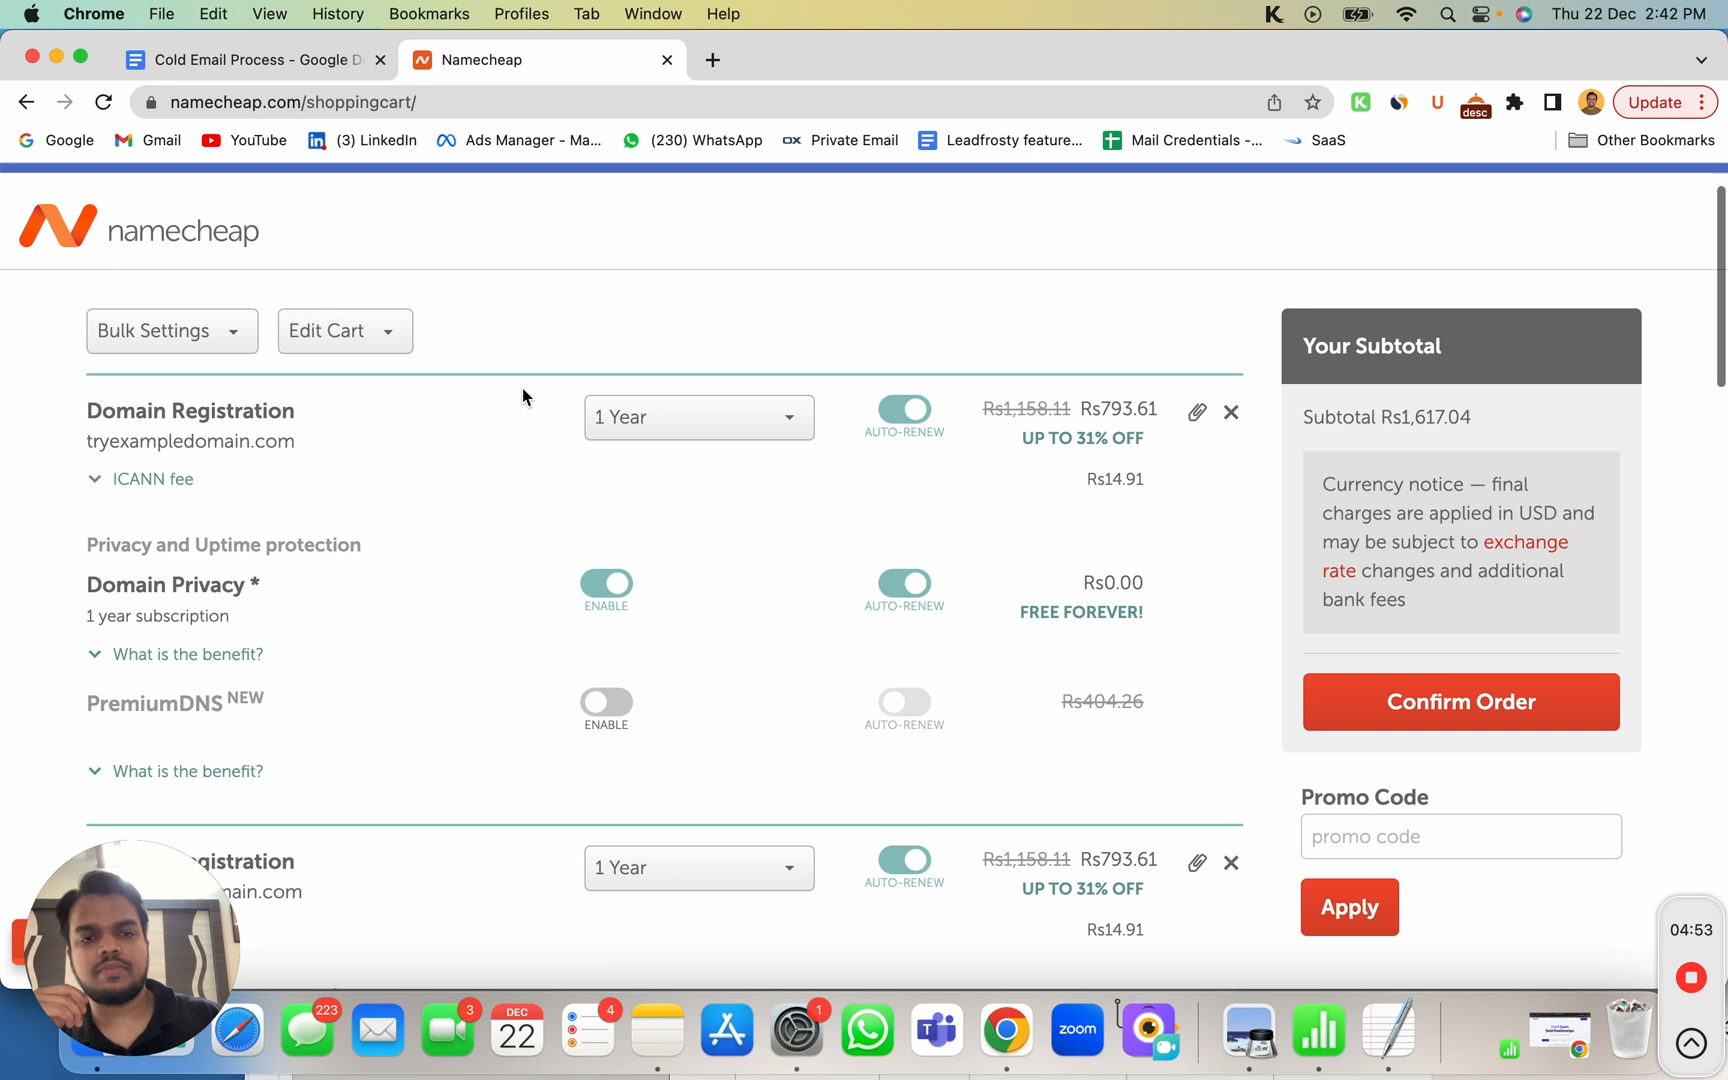 Chrome File Edit View History Bookmarks Profiles Tab Window Help Thu 22 Dec 2:42 PM
Cold Email Process - Google D
Namecheap
namecheap.com/shoppingcart/
desc
Update
Google Gmail YouTube (3) LinkedIn Ads Manager - Ma... (230) WhatsApp OX Private Email Leadfrosty feature... Mail Credentials -... SaaS Other Bookmarks
namecheap
Bulk Settings Edit Cart
Your Subtotal
Domain Registration 1 Year Rs1,158.11 Rs793.61
tryexampledomain.com AUTO-RENEW UP TO 31% OFF
Subtotal Rs1,617.04
ICANN fee Rs14.91
Currency notice — final
charges are applied in USD and
may be subject to exchange
rate changes and additional
bank fees
Privacy and Uptime protection
Domain Privacy * Rs0.00
1 year subscription ENABLE AUTO-RENEW FREE FOREVER!
What is the benefit?
PremiumDNS NEW Rs404.26
ENABLE AUTO-RENEW
What is the benefit?
Confirm Order
Promo Code
promo code
Apply
gistration 1 Year Rs1,158.11 Rs793.61
main.com AUTO-RENEW UP TO 31% OFF
Rs14.91
04:53
223 3 DEC 22 4 1 zoom